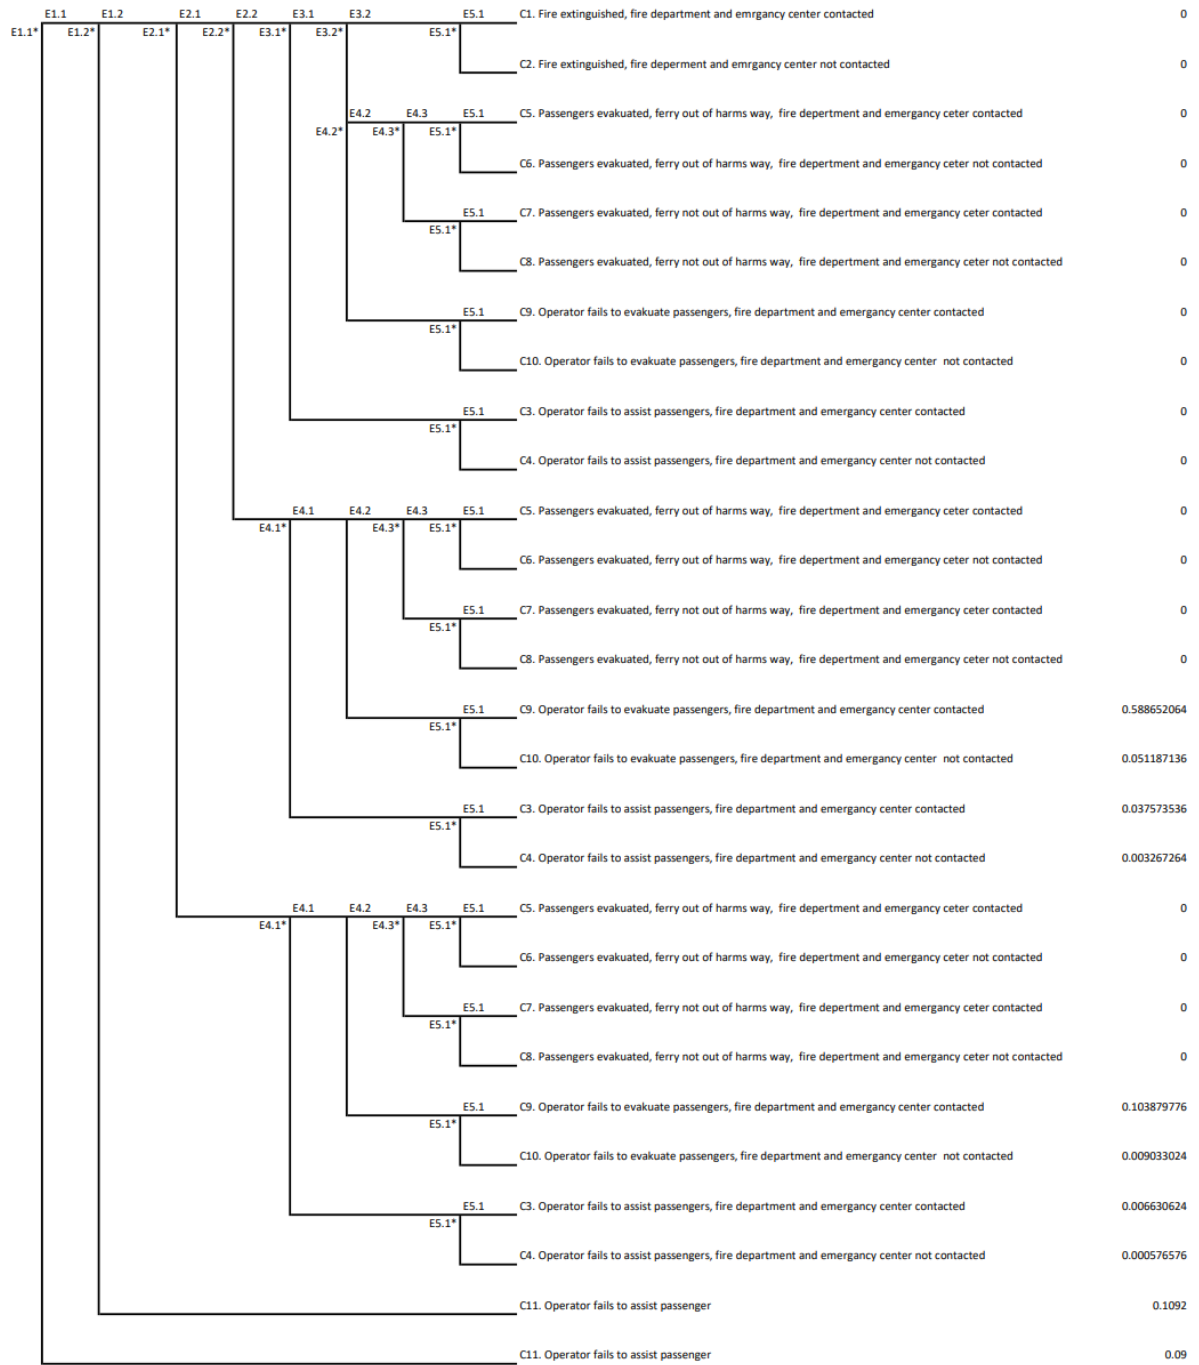 E1.1 E1.2 E2.1 E2.2 E3.1 E3.2 E5.1 C1. Fire extinguished, fire department and emrgancy center contacted 0
E1.1* E1.2* E2.1* E2.2* E3.1* E3.2* E5.1*
C2. Fire extinguished, fire deperment and emrgancy center not contacted 0
E4.2 E4.3 E5.1 C5. Passengers evakuated, ferry out of harms way, fire depertment and emergancy ceter contacted 0
E4.2* E4.3* E5.1*
C6. Passengers evakuated, ferry out of harms way, fire depertment and emergancy ceter not contacted 0
E5.1 C7. Passengers evakuated, ferry not out of harms way, fire depertment and emergancy ceter contacted 0
E5.1*
C8. Passengers evakuated, ferry not out of harms way, fire depertment and emergancy ceter not contacted 0
E5.1 C9. Operator fails to evakuate passengers, fire department and emergancy center contacted 0
E5.1*
C10. Operator fails to evakuate passengers, fire department and emergancy center not contacted 0
E5.1 C3. Operator fails to assist passengers, fire department and emergancy center contacted 0
E5.1*
C4. Operator fails to assist passengers, fire department and emergancy center not contacted 0
E4.1 E4.2 E4.3 E5.1 C5. Passengers evakuated, ferry out of harms way, fire depertment and emergancy ceter contacted 0
E4.1* E4.3* E5.1*
C6. Passengers evakuated, ferry out of harms way, fire depertment and emergancy ceter not contacted 0
E5.1 C7. Passengers evakuated, ferry not out of harms way, fire depertment and emergancy ceter contacted 0
E5.1*
C8. Passengers evakuated, ferry not out of harms way, fire depertment and emergancy ceter not contacted 0
E5.1 C9. Operator fails to evakuate passengers, fire department and emergancy center contacted 0.588652064
E5.1*
C10. Operator fails to evakuate passengers, fire department and emergancy center not contacted 0.051187136
E5.1 C3. Operator fails to assist passengers, fire department and emergancy center contacted 0.037573536
E5.1*
C4. Operator fails to assist passengers, fire department and emergancy center not contacted 0.003267264
E4.1 E4.2 E4.3 E5.1 C5. Passengers evakuated, ferry out of harms way, fire depertment and emergancy ceter contacted 0
E4.1* E4.3* E5.1*
C6. Passengers evakuated, ferry out of harms way, fire depertment and emergancy ceter not contacted 0
E5.1 C7. Passengers evakuated, ferry not out of harms way, fire depertment and emergancy ceter contacted 0
E5.1*
C8. Passengers evakuated, ferry not out of harms way, fire depertment and emergancy ceter not contacted 0
E5.1 C9. Operator fails to evakuate passengers, fire department and emergancy center contacted 0.103879776
E5.1*
C10. Operator fails to evakuate passengers, fire department and emergancy center not contacted 0.009033024
E5.1 C3. Operator fails to assist passengers, fire department and emergancy center contacted 0.006630624
E5.1*
C4. Operator fails to assist passengers, fire department and emergancy center not contacted 0.000576576
C11. Operator fails to assist passenger 0.1092
C11. Operator fails to assist passenger 0.09